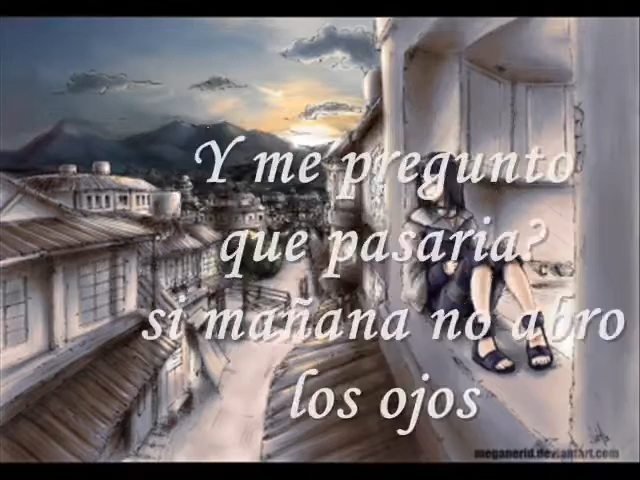 Y me pregunto
que pasaria?
si mañana no abro
los ojos
meganerid.deviantart.com